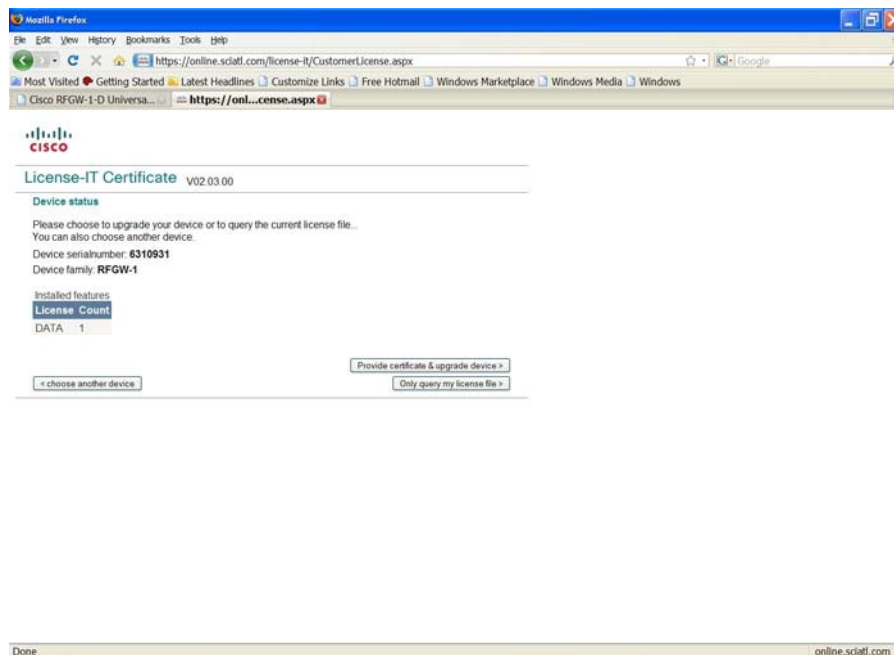 Mozilla Firefox
File Edit View History Bookmarks Tools Help
https://online.sciatl.com/license-it/CustomerLicense.aspx
Google
Most Visited Getting Started Latest Headlines Customize Links Free Hotmail Windows Marketplace Windows Media Windows
Cisco RFGW-1-D Universa... https://onl...cense.aspx
CISCO
License-IT Certificate V02.03.00
Device status
Please choose to upgrade your device or to query the current license file...
You can also choose another device.
Device serialnumber: 6310931
Device family: RFGW-1
Installed features
License Count
DATA 1
Provide certificate & upgrade device >
< choose another device
Only query my license file >
Done
online.sciatl.com